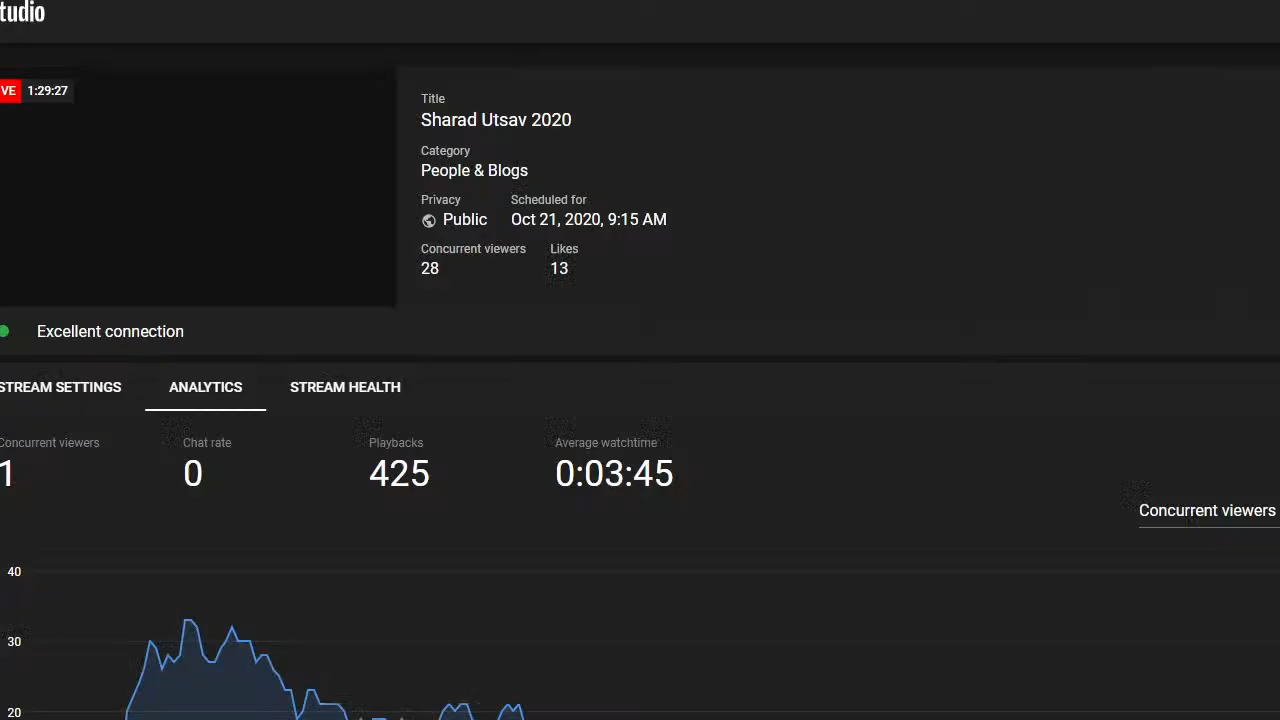 tudio
VE 1:29:27
Title
Sharad Utsav 2020
Category
People & Blogs
Privacy Scheduled for
Public Oct 21, 2020, 9:15 AM
Concurrent viewers Likes
28 13
Excellent connection
STREAM SETTINGS ANALYTICS STREAM HEALTH
Concurrent viewers Chat rate Playbacks Average watchtime
1 0 425 0:03:45
Concurrent viewers
40
30
20